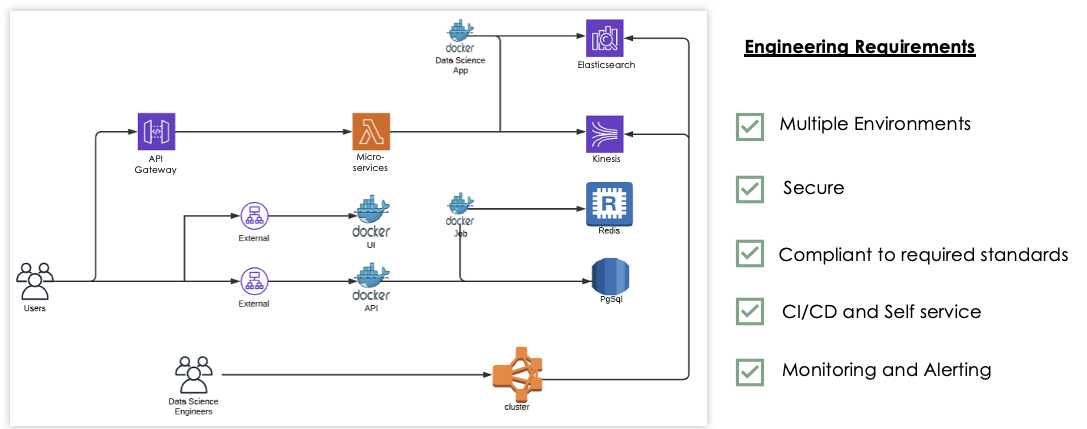 docker
Data Science
App
Elasticsearch
API
Gateway
Micro-
services
Kinesis
docker
UI
External
docker
Job
R
Redis
External
docker
API
PgSql
Users
Data Science
Engineers
cluster
Engineering Requirements
Multiple Environments
Secure
Compliant to required standards
CI/CD and Self service
Monitoring and Alerting